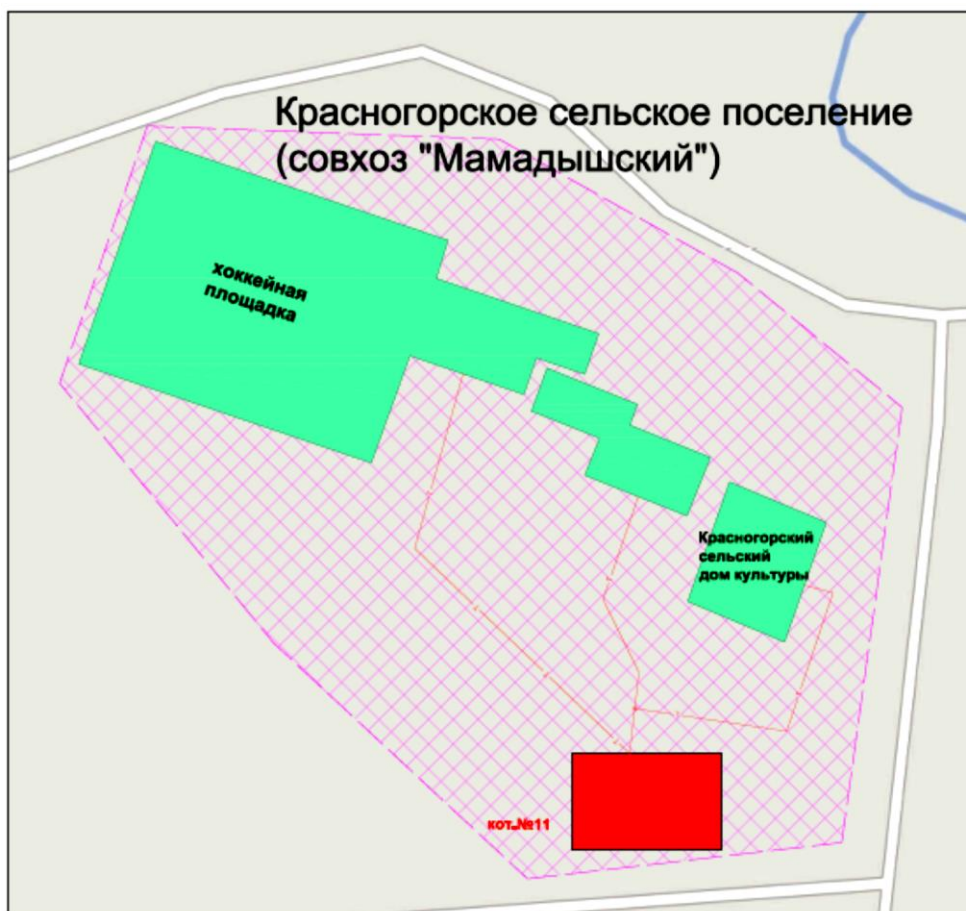 Красногорское сельское поселение
(совхоз "Мамадышский")
хоккейная
площадка
Красногорский
сельский
дом культуры
кот.№11